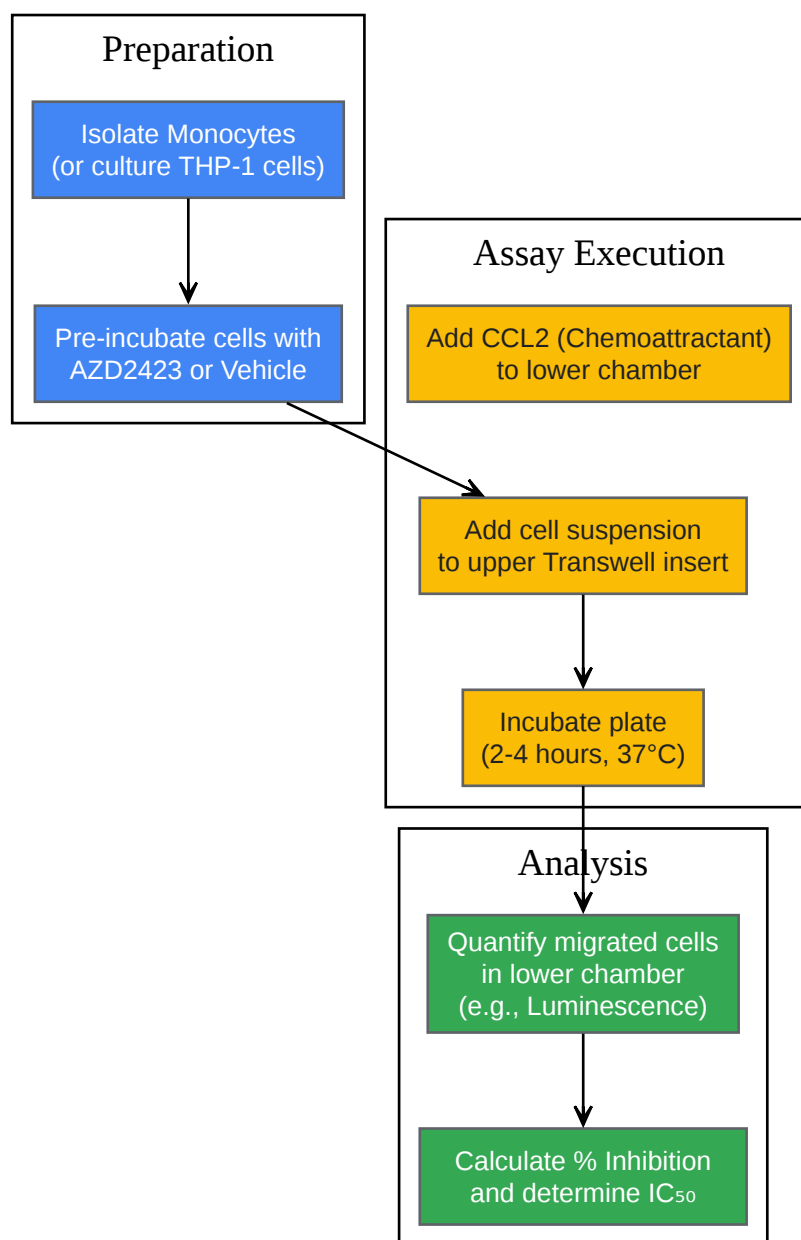 Preparation
Isolate Monocytes
(or culture THP-1 cells)
Pre-incubate cells with
AZD2423 or Vehicle
Assay Execution
Add CCL2 (Chemoattractant)
to lower chamber
Add cell suspension
to upper Transwell insert
Incubate plate
(2-4 hours, 37°C)
Analysis
Quantify migrated cells
in lower chamber
(e.g., Luminescence)
Calculate % Inhibition
and determine IC₅₀